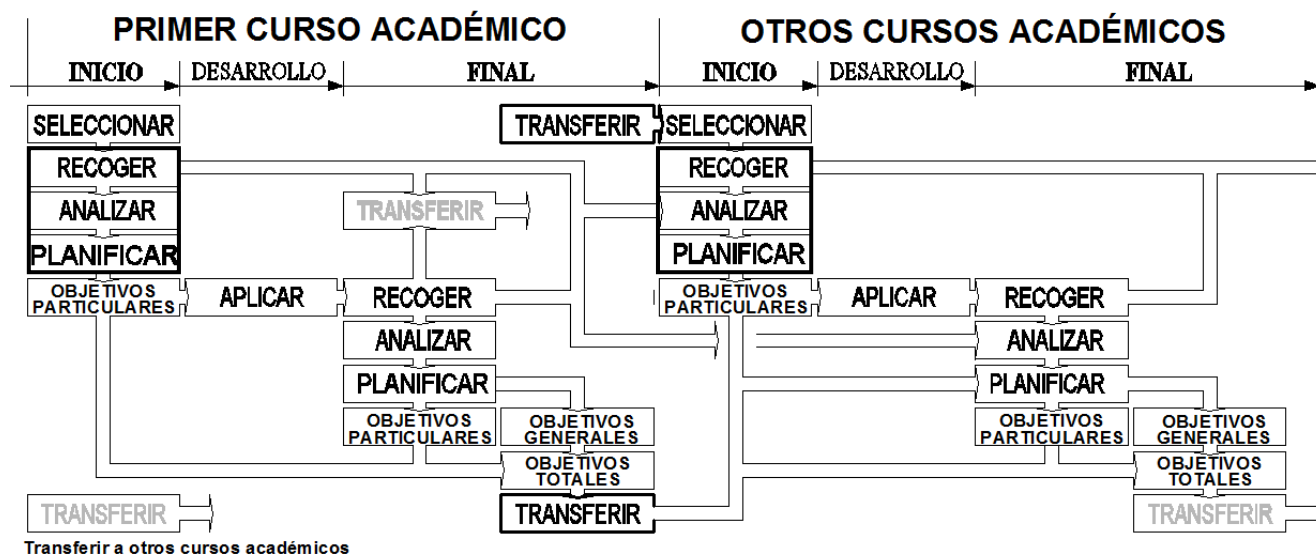 PRIMER CURSO ACADÉMICO
OTROS CURSOS ACADÉMICOS
INICIO
DESARROLLO
FINAL
INICIO
DESARROLLO
FINAL
SELECCIONAR
TRANSFERIR
SELECCIONAR
RECOGER
RECOGER
ANALIZAR
TRANSFERIR
ANALIZAR
PLANIFICAR
PLANIFICAR
OBJETIVOS
PARTICULARES
APLICAR
RECOGER
OBJETIVOS
PARTICULARES
APLICAR
RECOGER
ANALIZAR
ANALIZAR
PLANIFICAR
PLANIFICAR
OBJETIVOS
PARTICULARES
OBJETIVOS
GENERALES
OBJETIVOS
PARTICULARES
OBJETIVOS
GENERALES
OBJETIVOS
TOTALES
OBJETIVOS
TOTALES
TRANSFERIR
TRANSFERIR
TRANSFERIR
Transferir a otros cursos académicos